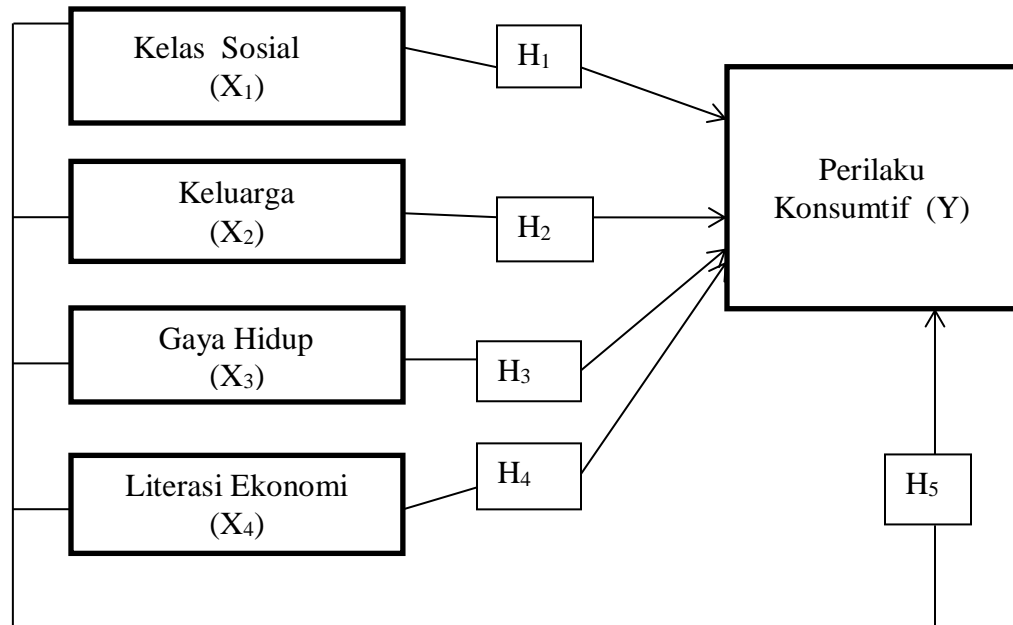 Kelas Sosial
(X₁)
H₁
Keluarga
(X₂)
H₂
Gaya Hidup
(X₃)
H₃
Literasi Ekonomi
(X₄)
H₄
Perilaku
Konsumtif (Y)
H₅